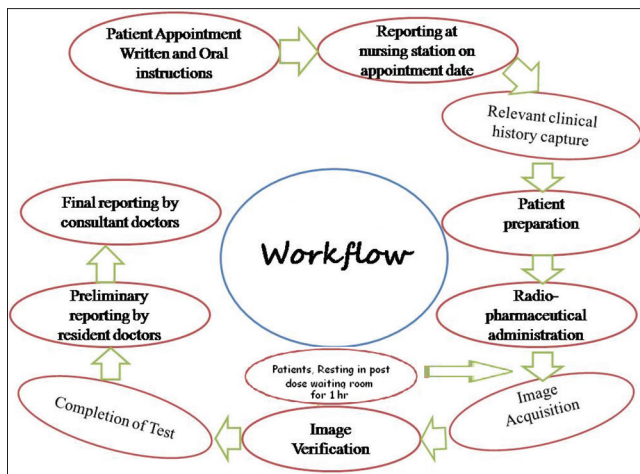 Patient Appointment
Written and Oral
instructions
Reporting at
nursing station on
appointment date
Relevant clinical
history capture
Patient
preparation
Radio-
pharmaceutical
administration
Image
Acquisition
Patients, Resting in post
dose waiting room
for 1 hr
Image
Verification
Completion of Test
Preliminary
reporting by
resident doctors
Final reporting by
consultant doctors
Workflow